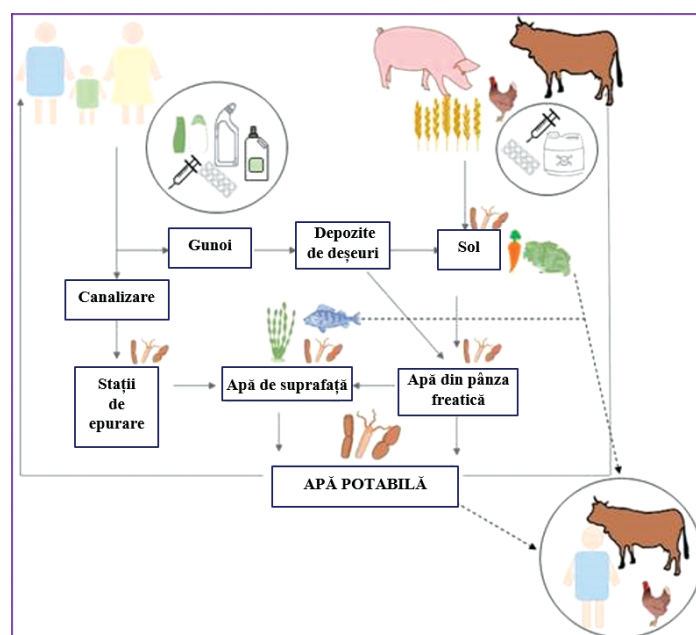 Gunoi
Depozite
de deșeuri
Sol
Canalizare
Stații
de
epurare
Apă de suprafață
Apă din pânza
freatică
APĂ POTABILĂ